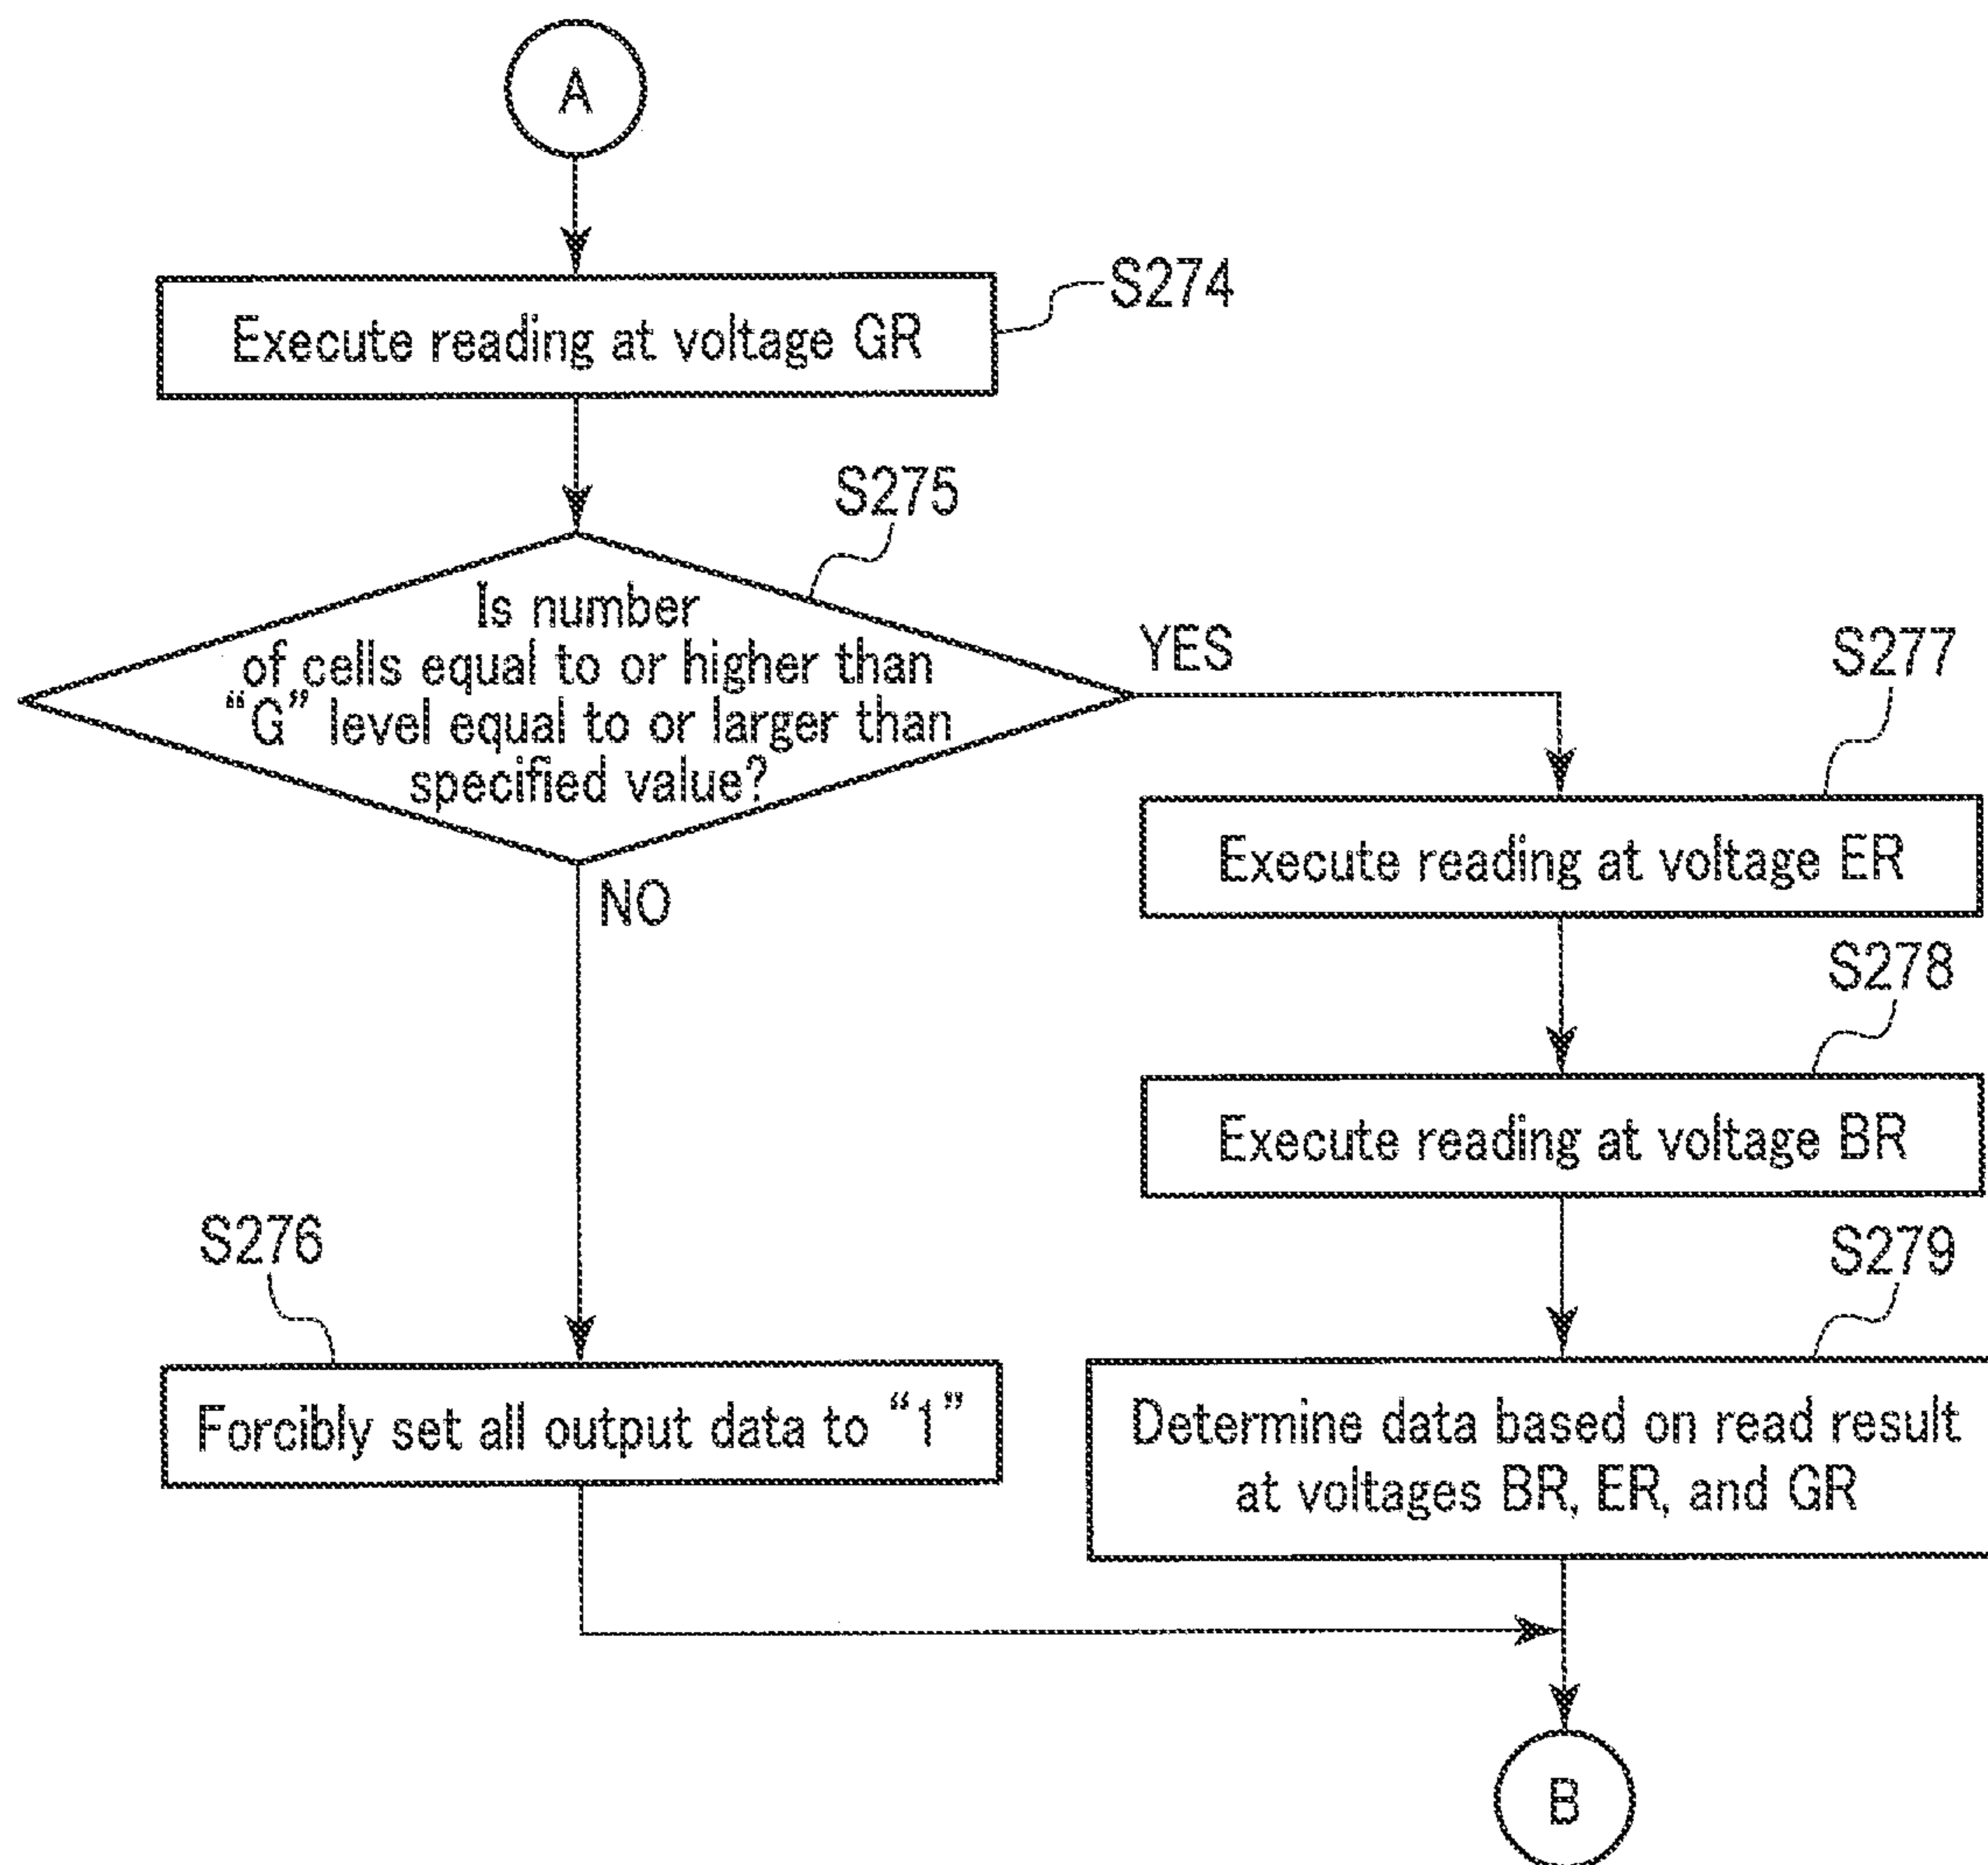 A
S274
Execute reading at voltage GR
S275
Is number
of cells equal to or higher than
“G” level equal to or larger than
specified value?
YES
NO
S277
Execute reading at voltage ER
S278
Execute reading at voltage BR
S276
Forcibly set all output data to “1”
S279
Determine data based on read result
at voltages BR, ER, and GR
B